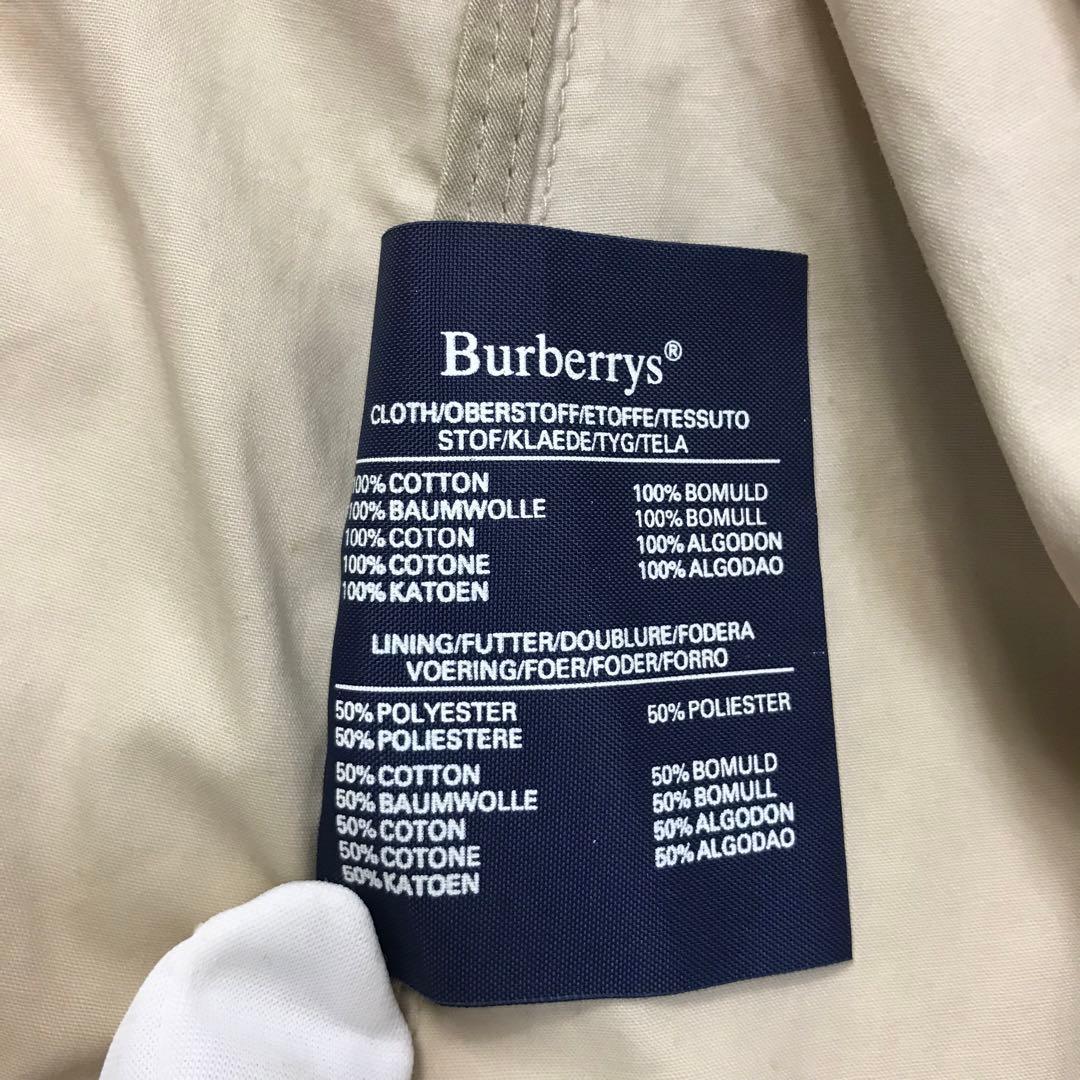 Burberrys®
CLOTH/OBERSTOFF/ETOFFE/TESSUTO
STOF/KLAEDE/TYG/TELA
100% COTTON
100% BAUMWOLLE
100% COTON
100% COTONE
100% KATOEN
100% BOMULD
100% BOMULL
100% ALGODON
100% ALGODAO
LINING/FUTTER/DOUBLURE/FODERA
VOERING/FOER/FODER/FORRO
50% POLYESTER
50% POLIESTERE
50% POLIESTER
50% COTTON
50% BAUMWOLLE
50% COTON
50% COTONE
50% KATOEN
50% BOMULD
50% BOMULL
50% ALGODON
50% ALGODAO